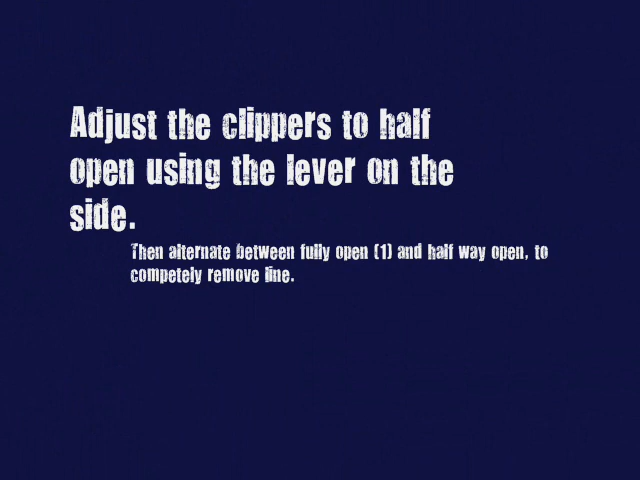 Adjust the clippers to half
open using the lever on the
side.
Then alternate between fully open (1) and half way open, to
competely remove line.